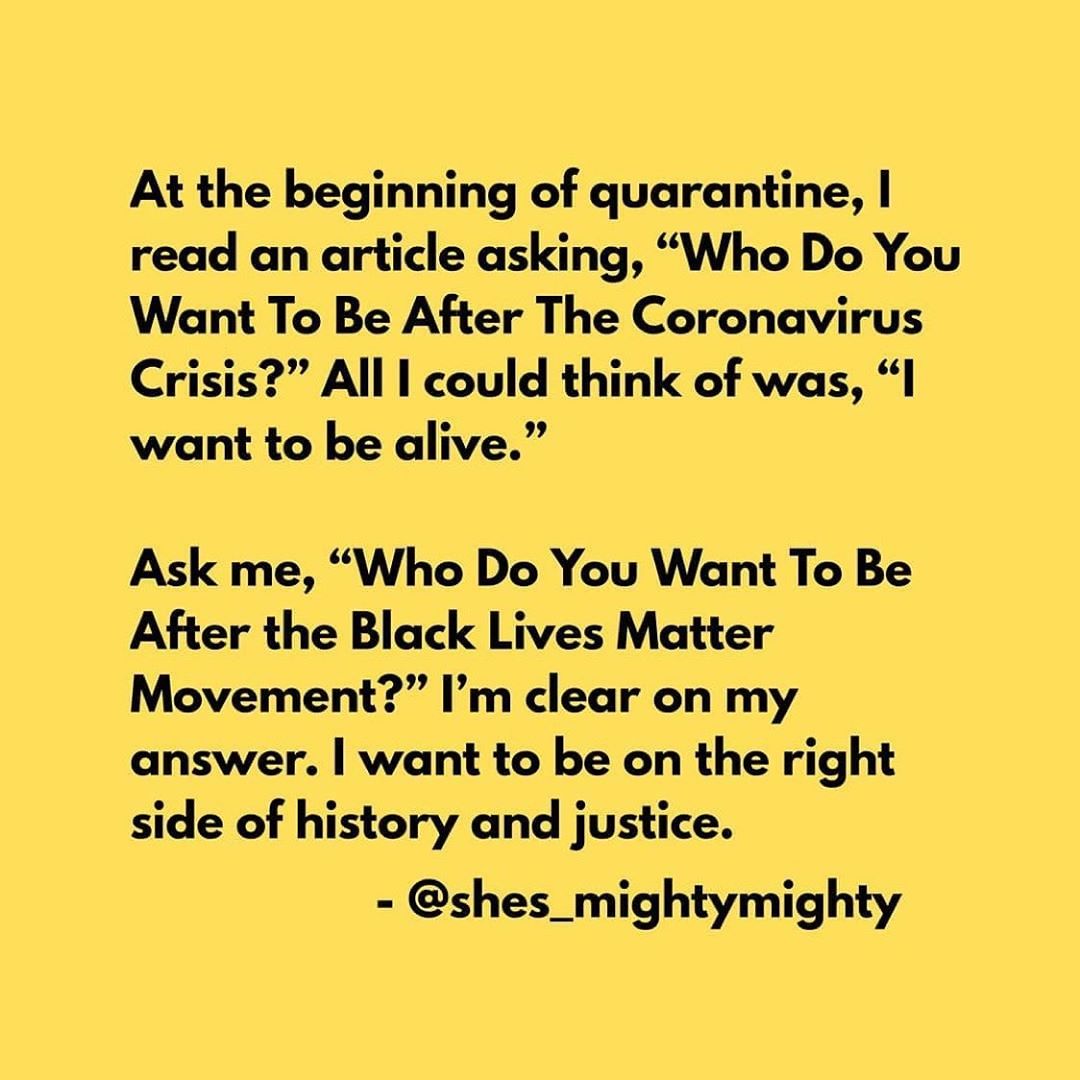 At the beginning of quarantine, I
read an article asking, “Who Do You
Want To Be After The Coronavirus
Crisis?” All I could think of was, “I
want to be alive.”
Ask me, “Who Do You Want To Be
After the Black Lives Matter
Movement?” I’m clear on my
answer. I want to be on the right
side of history and justice.
- @shes_mightymighty